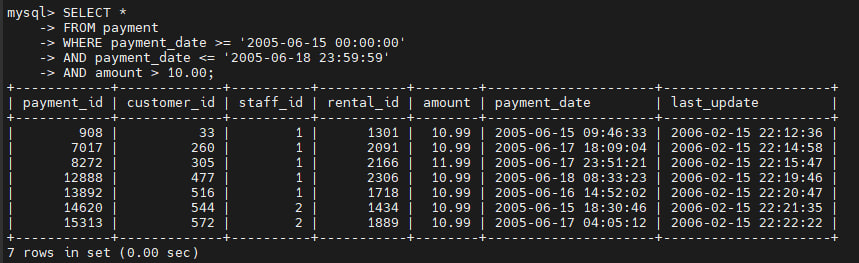 mysql> SELECT *
    -> FROM payment
    -> WHERE payment_date >= '2005-06-15 00:00:00'
    -> AND payment_date <= '2005-06-18 23:59:59'
    -> AND amount > 10.00;
+------------+-------------+----------+-----------+--------+---------------------+---------------------+
| payment_id | customer_id | staff_id | rental_id | amount | payment_date        | last_update         |
+------------+-------------+----------+-----------+--------+---------------------+---------------------+
|        908 |          33 |        1 |      1301 |  10.99 | 2005-06-15 09:46:33 | 2006-02-15 22:12:36 |
|       7017 |         260 |        1 |      2091 |  10.99 | 2005-06-17 18:09:04 | 2006-02-15 22:14:58 |
|       8272 |         305 |        1 |      2166 |  11.99 | 2005-06-17 23:51:21 | 2006-02-15 22:15:47 |
|      12888 |         477 |        1 |      2306 |  10.99 | 2005-06-18 08:33:23 | 2006-02-15 22:19:46 |
|      13892 |         516 |        1 |      1718 |  10.99 | 2005-06-16 14:52:02 | 2006-02-15 22:20:47 |
|      14620 |         544 |        2 |      1434 |  10.99 | 2005-06-15 18:30:46 | 2006-02-15 22:21:35 |
|      15313 |         572 |        2 |      1889 |  10.99 | 2005-06-17 04:05:12 | 2006-02-15 22:22:22 |
+------------+-------------+----------+-----------+--------+---------------------+---------------------+
7 rows in set (0.00 sec)